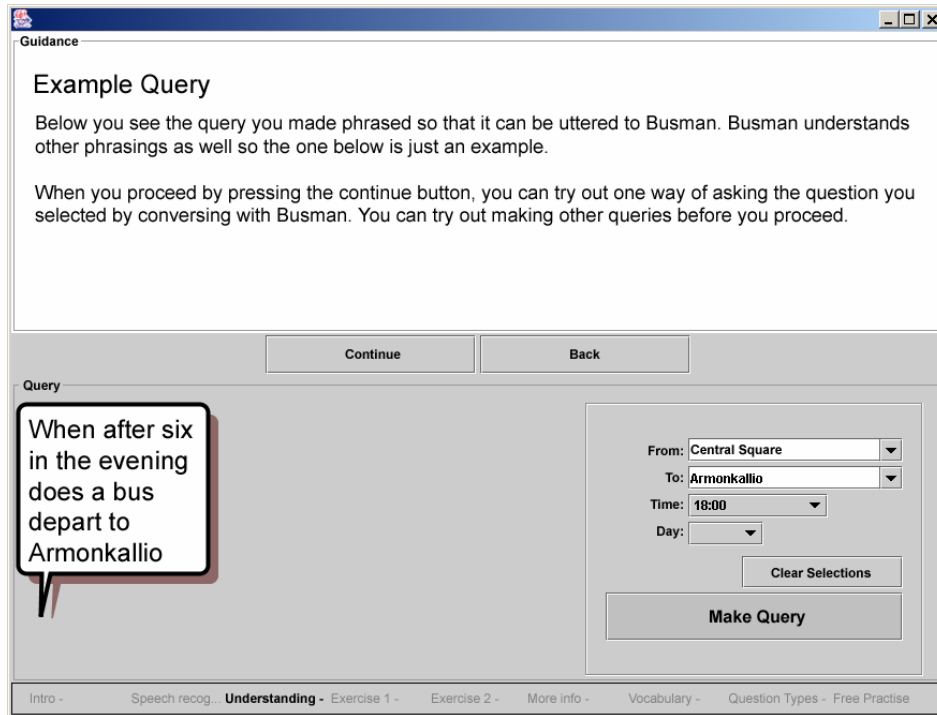 Guidance
Example Query
Below you see the query you made phrased so that it can be uttered to Busman. Busman understands
other phrasings as well so the one below is just an example.
When you proceed by pressing the continue button, you can try out one way of asking the question you
selected by conversing with Busman. You can try out making other queries before you proceed.
Continue Back
Query
When after six
in the evening
does a bus
depart to
Armonkallio
From: Central Square
To: Armonkallio
Time: 18:00
Day:
Clear Selections
Make Query
Intro - Speech recog... Understanding - Exercise 1 - Exercise 2 - More info - Vocabulary - Question Types - Free Practise